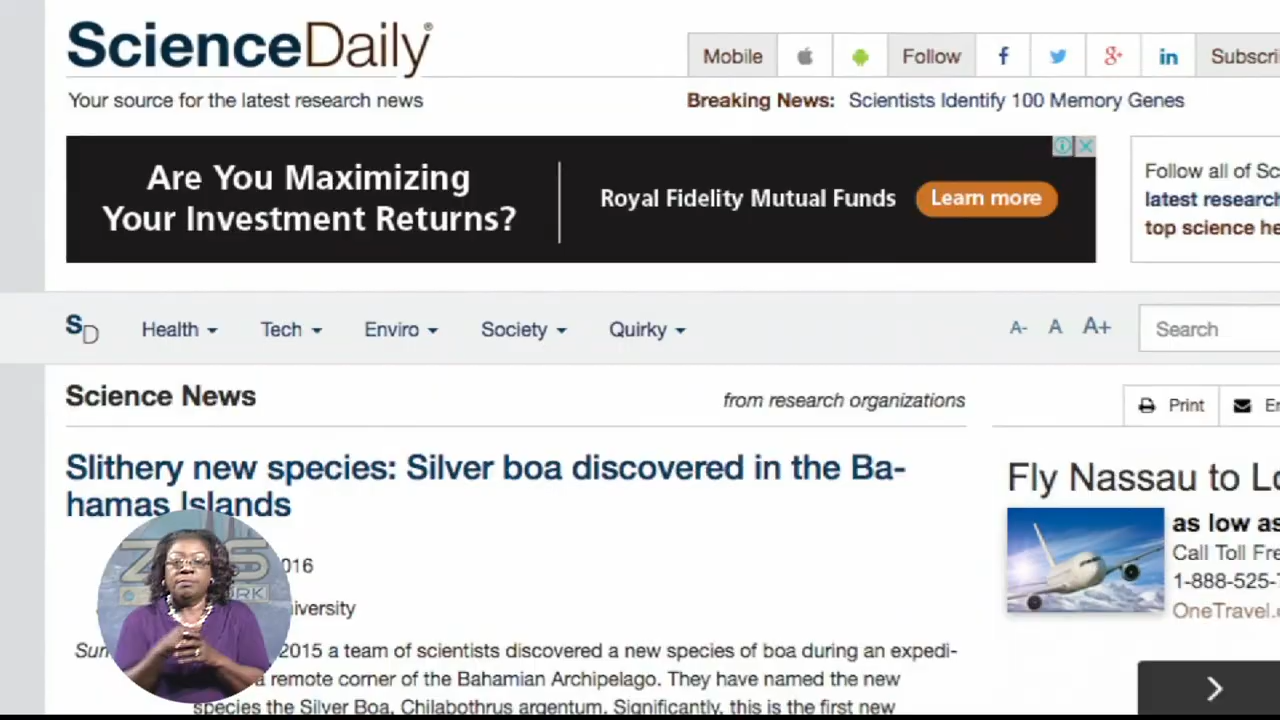 ScienceDaily®
Your source for the latest research news
Mobile
Follow
f
g+
in
Subscri
Breaking News: Scientists Identify 100 Memory Genes
Are You Maximizing
Your Investment Returns?
Royal Fidelity Mutual Funds
Learn more
Follow all of Sc
latest research
top science he
SD
Health
Tech
Enviro
Society
Quirky
A-
A
A+
Search
Science News
from research organizations
Print
Em
Slithery new species: Silver boa discovered in the Ba-
hamas Islands
2016
iversity
Sum
2015 a team of scientists discovered a new species of boa during an expedi-
a remote corner of the Bahamian Archipelago. They have named the new
species the Silver Boa, Chilabothrus argentum. Significantly, this is the first new
Fly Nassau to Lo
as low as
Call Toll Fre
1-888-525-
OneTravel.c
ZNS